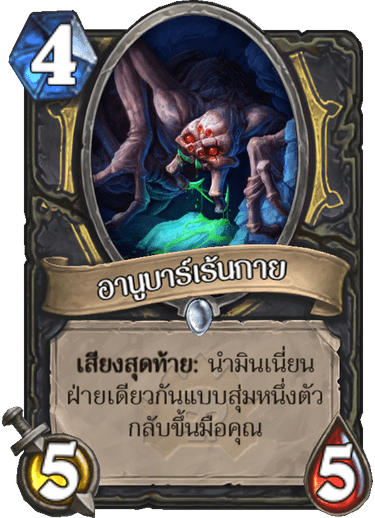 4
อานูบาร์เร้นกาย
เสียงสุดท้าย: นำมินเนี่ยน
ฝ่ายเดียวกันแบบสุ่มหนึ่งตัว
กลับขึ้นมือคุณ
5
5